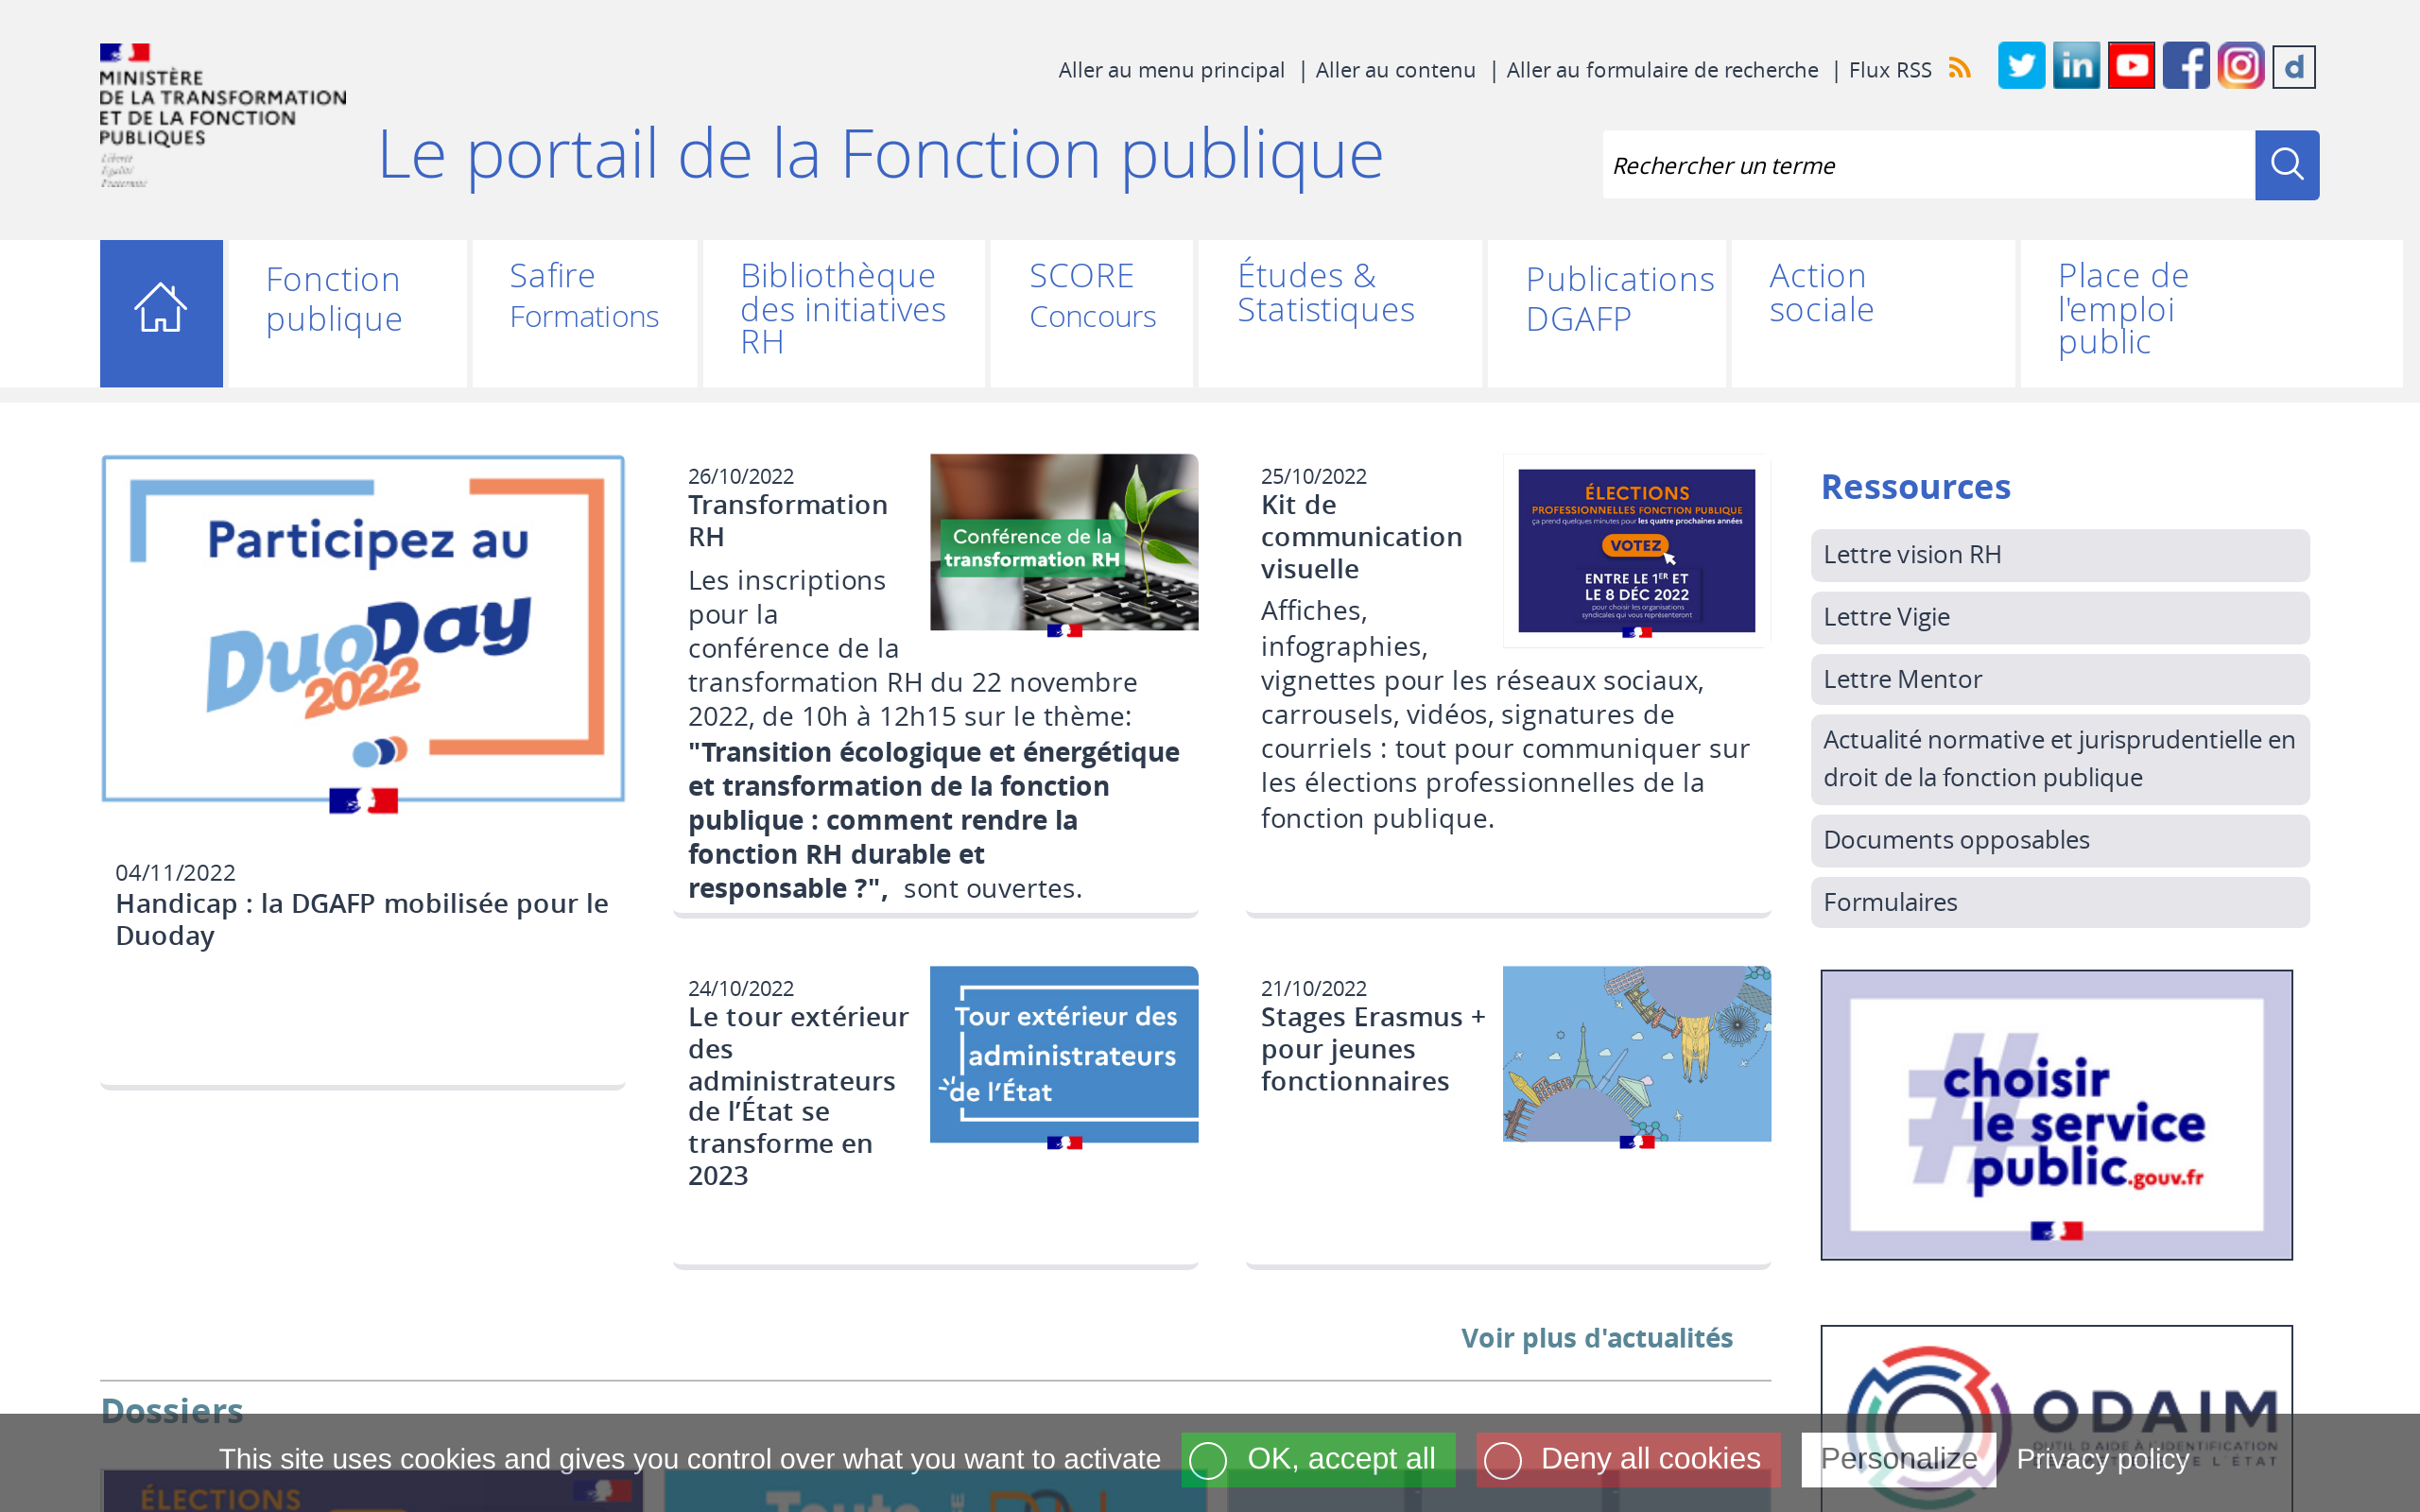 MINISTÈRE
DE LA TRANSFORMATION
ET DE LA FONCTION
PUBLIQUES
Liberté
Égalité
Fraternité
Aller au menu principal | Aller au contenu | Aller au formulaire de recherche | Flux RSS
Le portail de la Fonction publique
Rechercher un terme
Fonction
publique
Safire
Formations
Bibliothèque
des initiatives
RH
SCORE
Concours
Études &
Statistiques
Publications
DGAFP
Action
sociale
Place de
l'emploi
public
Participez au
DuoDay
2022
04/11/2022
Handicap : la DGAFP mobilisée pour le
Duoday
26/10/2022
Transformation
RH
Conférence de la
transformation RH
Les inscriptions
pour la
conférence de la
transformation RH du 22 novembre
2022, de 10h à 12h15 sur le thème:
"Transition écologique et énergétique
et transformation de la fonction
publique : comment rendre la
fonction RH durable et
responsable ?",  sont ouvertes.
25/10/2022
Kit de
communication
visuelle
ÉLECTIONS
PROFESSIONNELLES FONCTION PUBLIQUE
ça prend quelques minutes pour les quatre prochaines années
VOTEZ
ENTRE LE 1ER ET
LE 8 DÉC 2022
pour choisir les organisations
syndicales qui vous représenteront
Affiches,
infographies,
vignettes pour les réseaux sociaux,
carrousels, vidéos, signatures de
courriels : tout pour communiquer sur
les élections professionnelles de la
fonction publique.
24/10/2022
Le tour extérieur
des
administrateurs
de l’État se
transforme en
2023
Tour extérieur des
administrateurs
de l’État
21/10/2022
Stages Erasmus +
pour jeunes
fonctionnaires
Voir plus d'actualités
Ressources
Lettre vision RH
Lettre Vigie
Lettre Mentor
Actualité normative et jurisprudentielle en
droit de la fonction publique
Documents opposables
Formulaires
#
choisir
le service
public.gouv.fr
ODAIM
OUTIL D'AIDE À L'IDENTIFICATION
Dossiers
This site uses cookies and gives you control over what you want to activate
OK, accept all
Deny all cookies
Personalize
Privacy policy
ÉLECTIONS
Toute